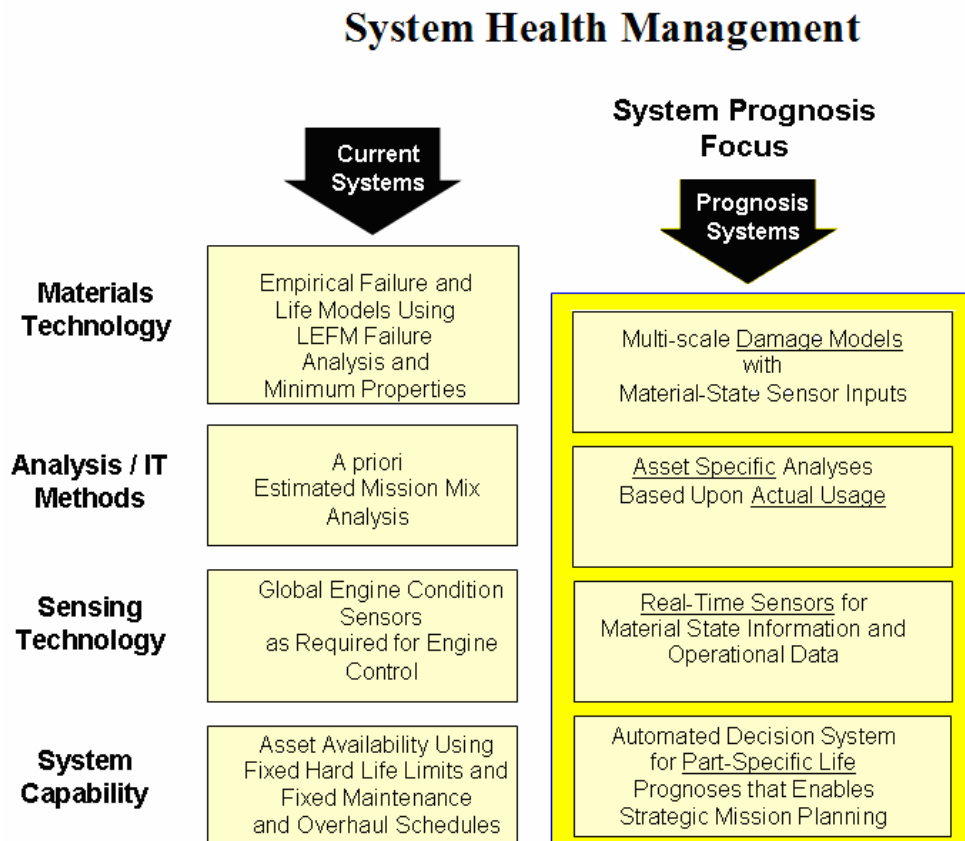 System Health Management
System Prognosis
Focus
Current
Systems
Prognosis
Systems
Materials
Technology
Empirical Failure and
Life Models Using
LEFM Failure
Analysis and
Minimum Properties
Multi-scale Damage Models
with
Material-State Sensor Inputs
Analysis / IT
Methods
A priori
Estimated Mission Mix
Analysis
Asset Specific Analyses
Based Upon Actual Usage
Sensing
Technology
Global Engine Condition
Sensors
as Required for Engine
Control
Real-Time Sensors for
Material State Information and
Operational Data
System
Capability
Asset Availability Using
Fixed Hard Life Limits and
Fixed Maintenance
and Overhaul Schedules
Automated Decision System
for Part-Specific Life
Prognoses that Enables
Strategic Mission Planning